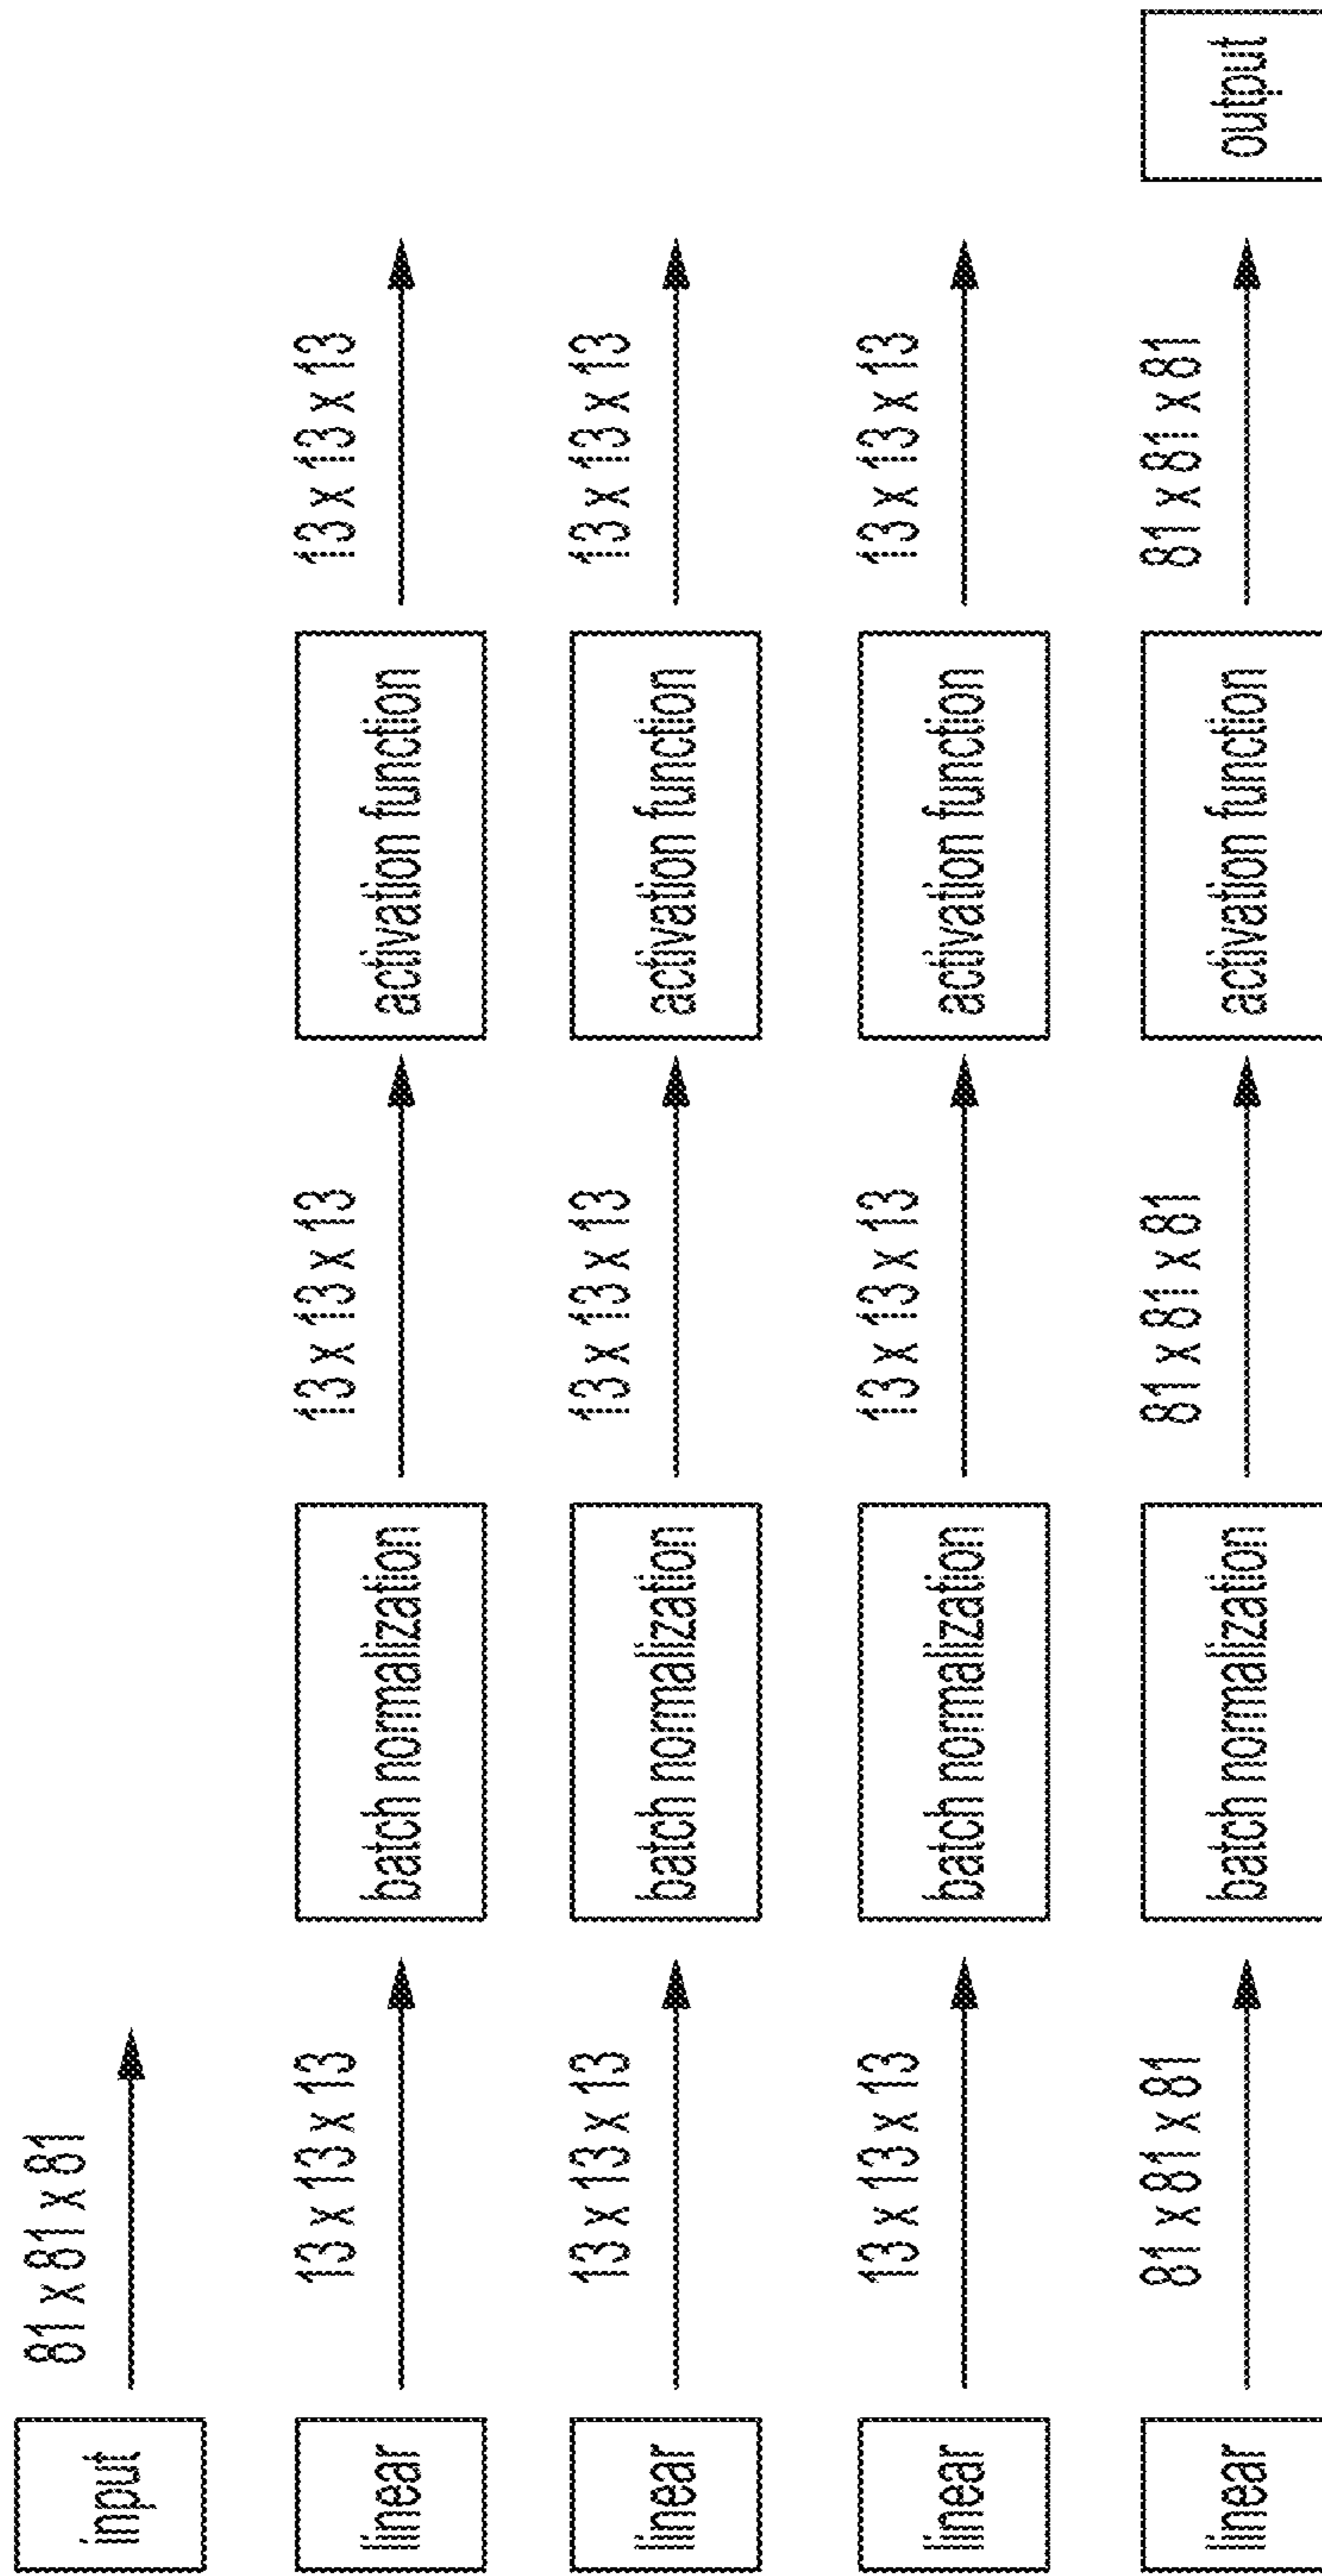 input 81 x 81 x 81
linear 13 x 13 x 13 batch normalization 13 x 13 x 13 activation function 13 x 13 x 13
linear 13 x 13 x 13 batch normalization 13 x 13 x 13 activation function 13 x 13 x 13
linear 13 x 13 x 13 batch normalization 13 x 13 x 13 activation function 13 x 13 x 13
linear 81 x 81 x 81 batch normalization 81 x 81 x 81 activation function 81 x 81 x 81 output